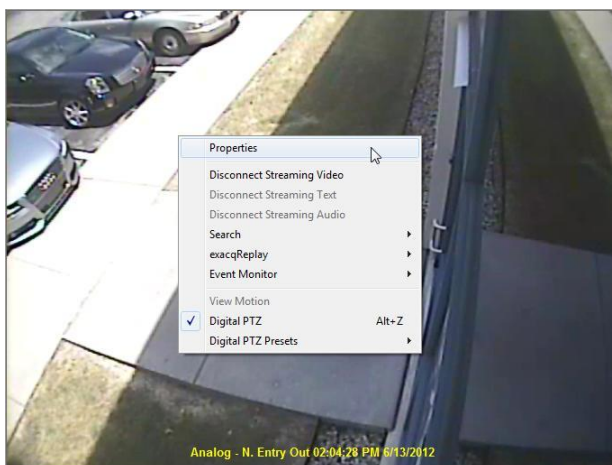 Properties
Disconnect Streaming Video
Disconnect Streaming Text
Disconnect Streaming Audio
Search
exacqReplay
Event Monitor
View Motion
Digital PTZ Alt+Z
Digital PTZ Presets
Analog - N. Entry Out 02:04:28 PM 6/13/2012